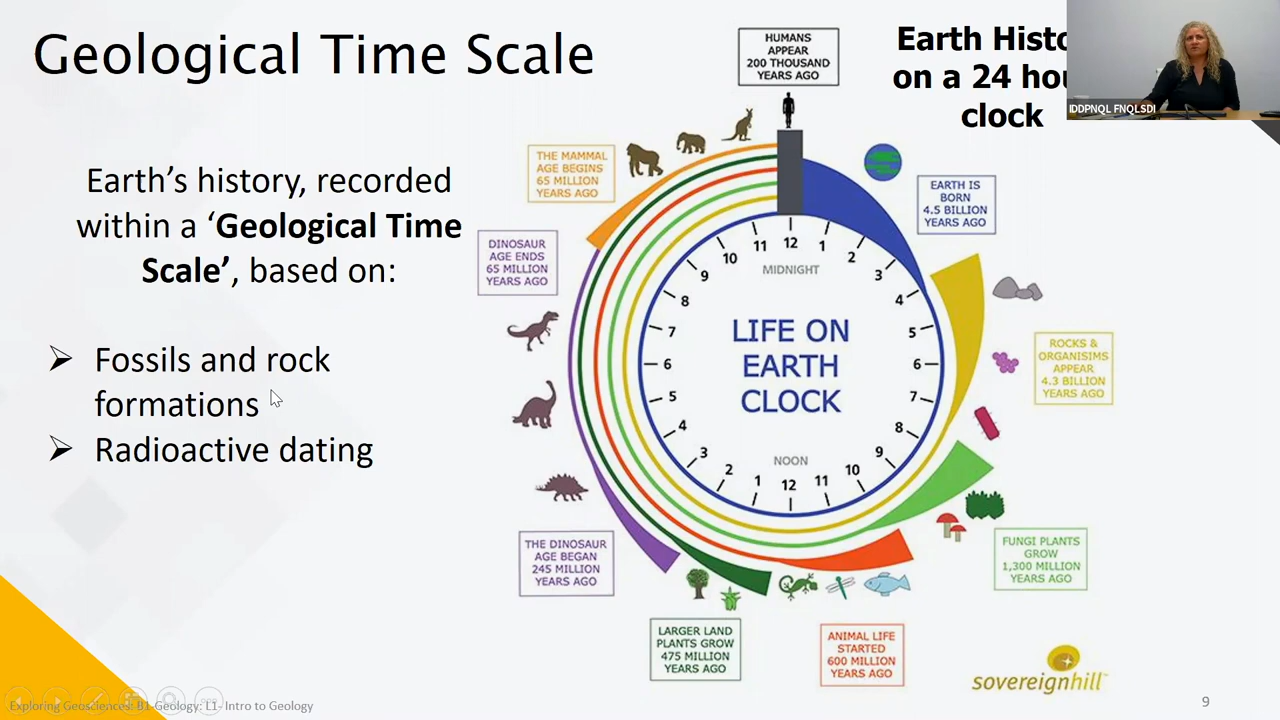 Geological Time Scale
Earth’s history, recorded
within a ‘Geological Time
Scale’, based on:
Fossils and rock
formations
Radioactive dating
Earth Histo
on a 24 hou
clock
IDDPNQL FNQLSDI
HUMANS
APPEAR
200 THOUSAND
YEARS AGO
THE MAMMAL
AGE BEGINS
65 MILLION
YEARS AGO
DINOSAUR
AGE ENDS
65 MILLION
YEARS AGO
EARTH IS
BORN
4.5 BILLION
YEARS AGO
ROCKS &
ORGANISIMS
APPEAR
4.3 BILLION
YEARS AGO
FUNGI PLANTS
GROW
1,300 MILLION
YEARS AGO
ANIMAL LIFE
STARTED
600 MILLION
YEARS AGO
LARGER LAND
PLANTS GROW
475 MILLION
YEARS AGO
THE DINOSAUR
AGE BEGAN
245 MILLION
YEARS AGO
12
1
2
3
4
5
6
7
8
9
10
11
12
1
2
3
4
5
6
7
8
9
10
11
MIDNIGHT
LIFE ON
EARTH
CLOCK
NOON
sovereignhill
Exploring Geosciences: B1-Geology: L1- Intro to Geology
9